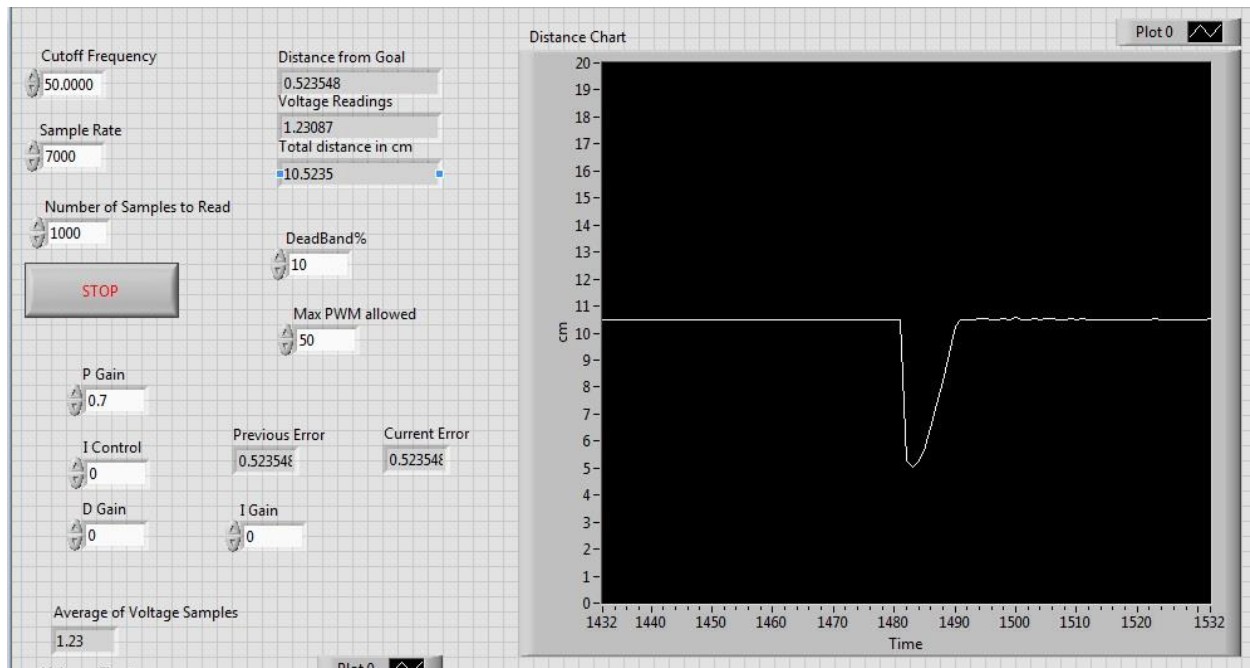 Cutoff Frequency
50.0000
Sample Rate
7000
Number of Samples to Read
1000
STOP
Distance from Goal
0.523548
Voltage Readings
1.23087
Total distance in cm
10.5235
DeadBand%
10
Max PWM allowed
50
P Gain
0.7
I Control
0
D Gain
0
Previous Error
0.523548
Current Error
0.523548
I Gain
0
Average of Voltage Samples
1.23
Plot 0
Distance Chart
Plot 0
20
19
18
17
16
15
14
13
12
11
10
9
8
7
6
5
4
3
2
1
0
cm
1432 1440 1450 1460 1470 1480 1490 1500 1510 1520 1532
Time